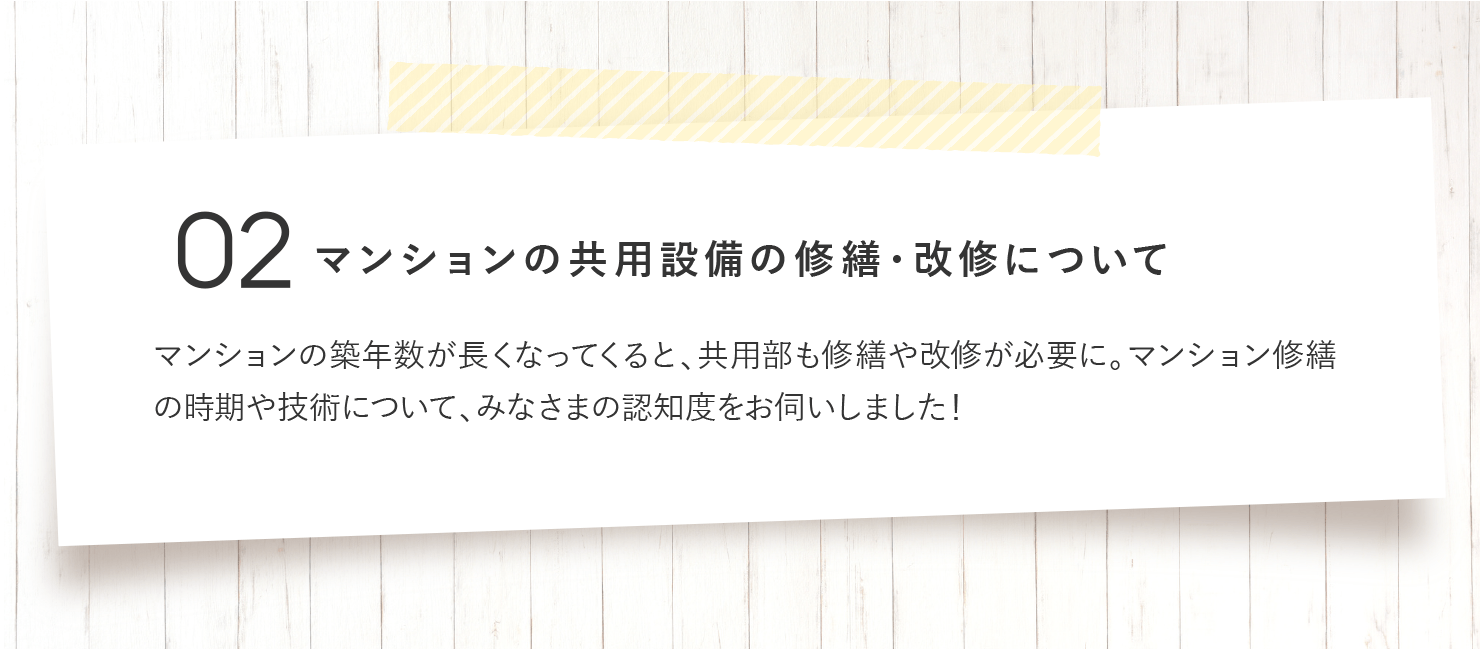 02 マンションの共用設備の修繕・改修について
マンションの築年数が長くなってくると、共用部も修繕や改修が必要に。マンション修繕
の時期や技術について、みなさまの認知度をお伺いしました！